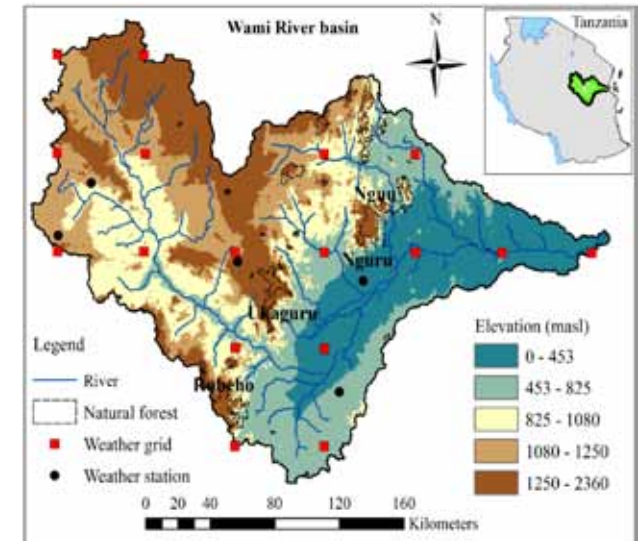 Wami River basin
N
Tanzania
Nguu
Nguru
Ukaguru
Rubeho
Legend
River
Natural forest
Weather grid
Weather station
Elevation (masl)
0 - 453
453 - 825
825 - 1080
1080 - 1250
1250 - 2360
0 20 40 80 120 160
Kilometers